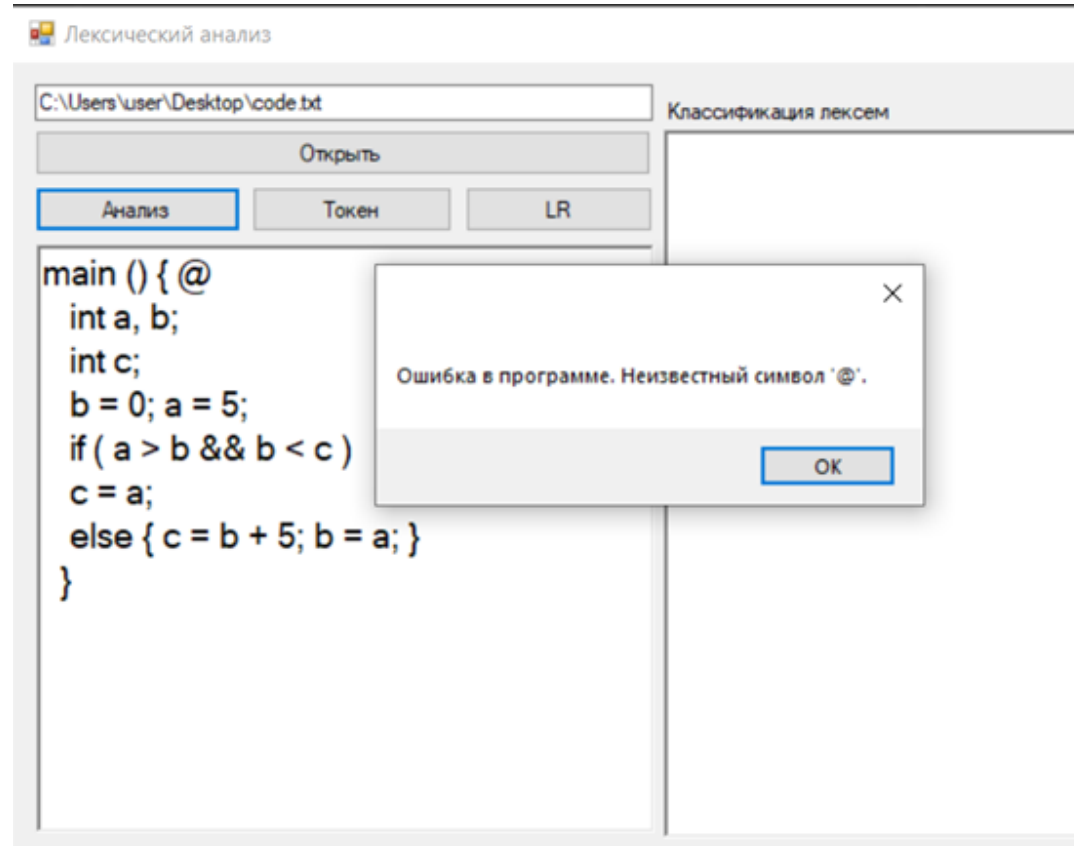 Лексический анализ
C:\Users\user\Desktop\code.txt
Открыть
Анализ Токен LR
Классификация лексем
main () { @
int a, b;
int c;
b = 0; a = 5;
if ( a > b && b < c )
c = a;
else { c = b + 5; b = a; }
}
Ошибка в программе. Неизвестный символ '@'.
OK